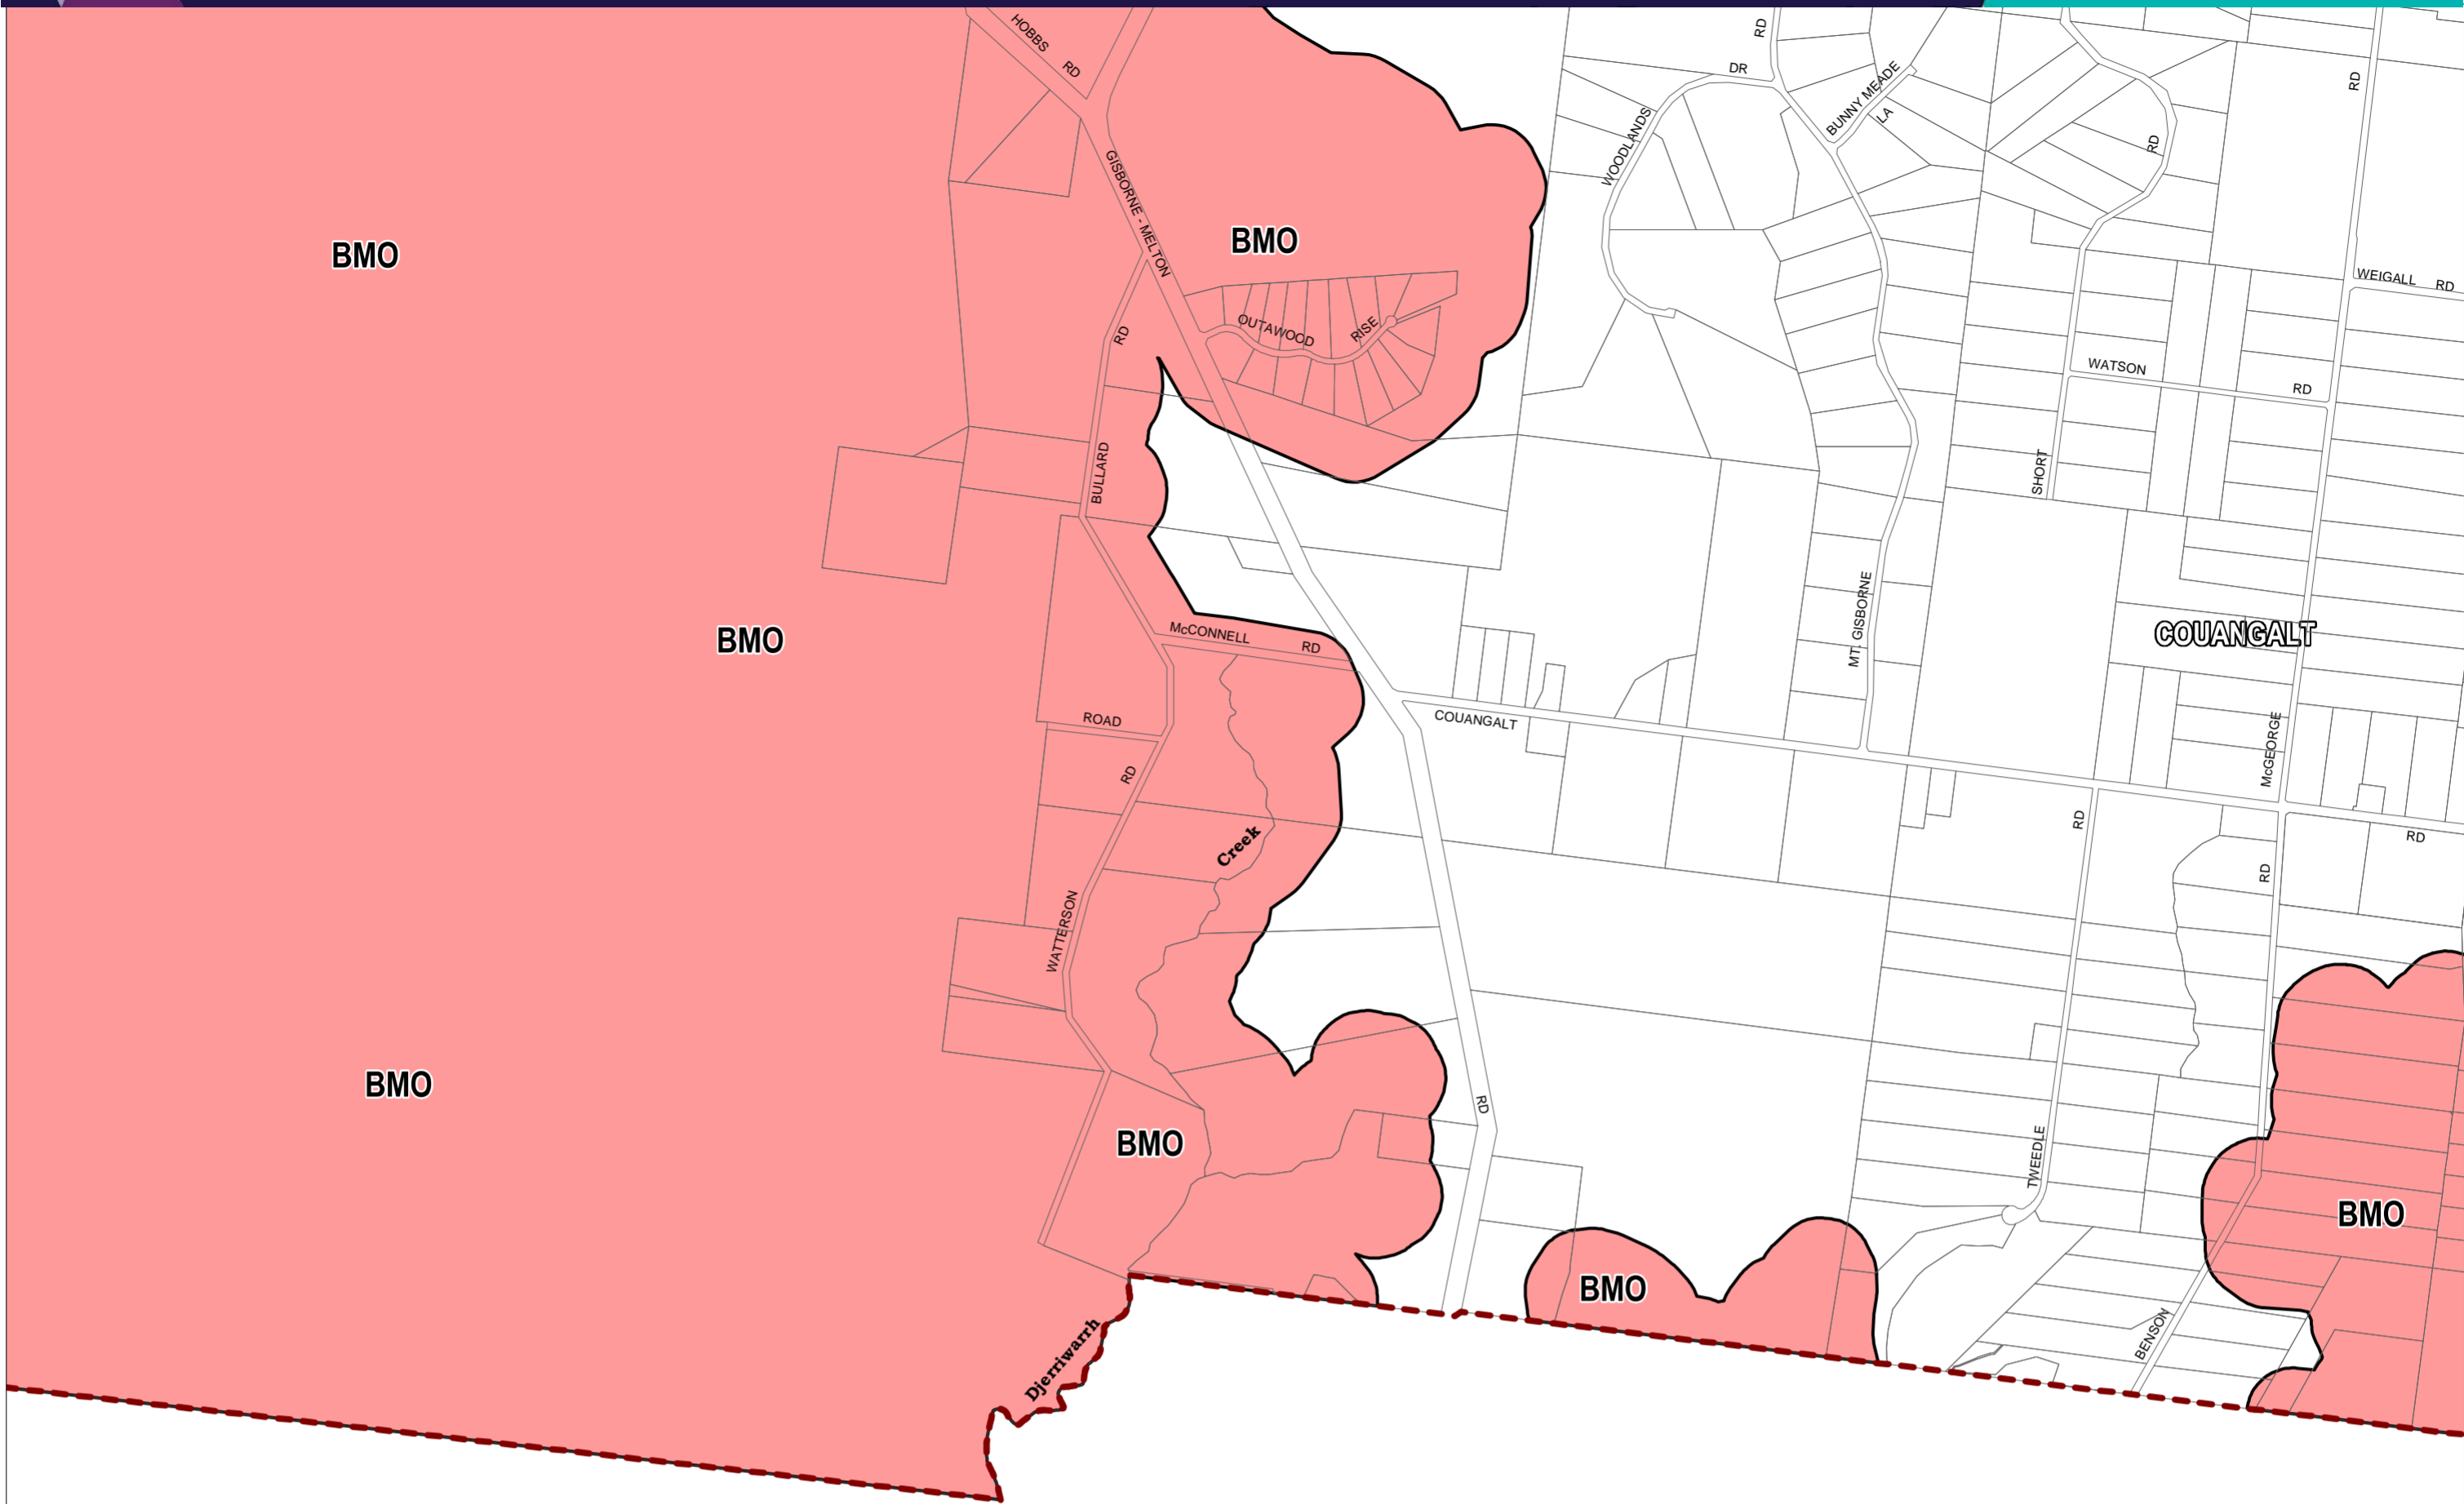 HOBBS
RD
RD
DR
BUNNY MEADE
LA
WOODLANDS
RD
RD
GISBORNE - MELTON
BMO
BMO
WEIGALL RD
OUTAWOOD
RISE
RD
WATSON
RD
BULLARD
SHORT
MT. GISBORNE
BMO
McCONNELL
RD
COUANGALT
ROAD
COUANGALT
McGEORGE
RD
RD
RD
RD
Creek
WATTERSON
BMO
RD
BMO
TWEEDLE
BMO
BMO
BENSON
Djerriwarrh